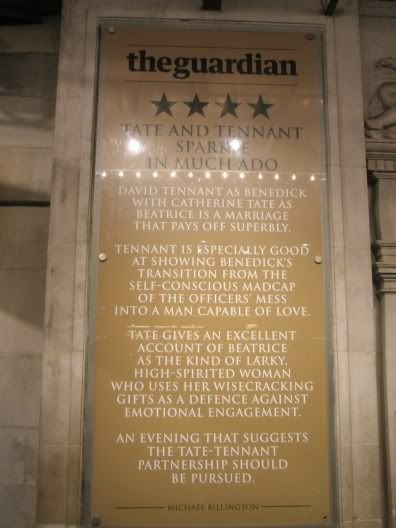 theguardian
TATE AND TENNANT
SPARKLE
IN MUCH ADO
DAVID TENNANT AS BENEDICK
WITH CATHERINE TATE AS
BEATRICE IS A MARRIAGE
THAT PAYS OFF SUPERBLY.
TENNANT IS ESPECIALLY GOOD
AT SHOWING BENEDICK'S
TRANSITION FROM THE
SELF-CONSCIOUS MADCAP
OF THE OFFICERS' MESS
INTO A MAN CAPABLE OF LOVE.
TATE GIVES AN EXCELLENT
ACCOUNT OF BEATRICE
AS THE KIND OF LARKY,
HIGH-SPIRITED WOMAN
WHO USES HER WISECRACKING
GIFTS AS A DEFENCE AGAINST
EMOTIONAL ENGAGEMENT.
AN EVENING THAT SUGGESTS
THE TATE-TENNANT
PARTNERSHIP SHOULD
BE PURSUED.
MICHAEL BILLINGTON